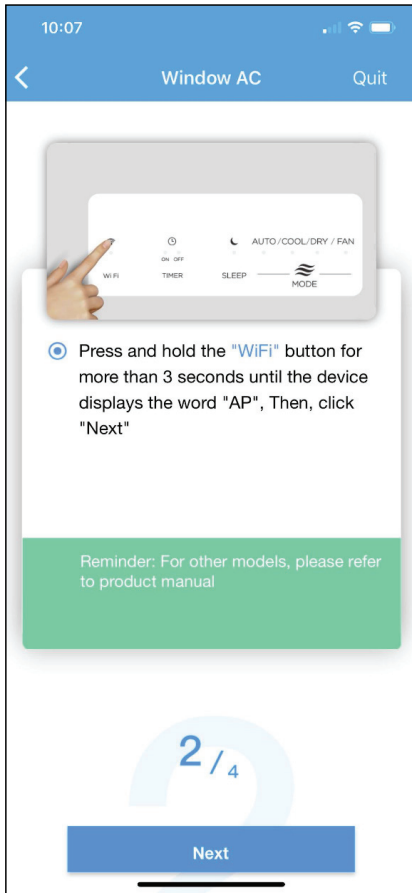 10:07
Window AC
Quit
AUTO/COOL/DRY / FAN
ON OFF
Wi Fi
TIMER
SLEEP
MODE
Press and hold the "WiFi" button for
more than 3 seconds until the device
displays the word "AP", Then, click
"Next"
Reminder: For other models, please refer
to product manual
2/4
Next